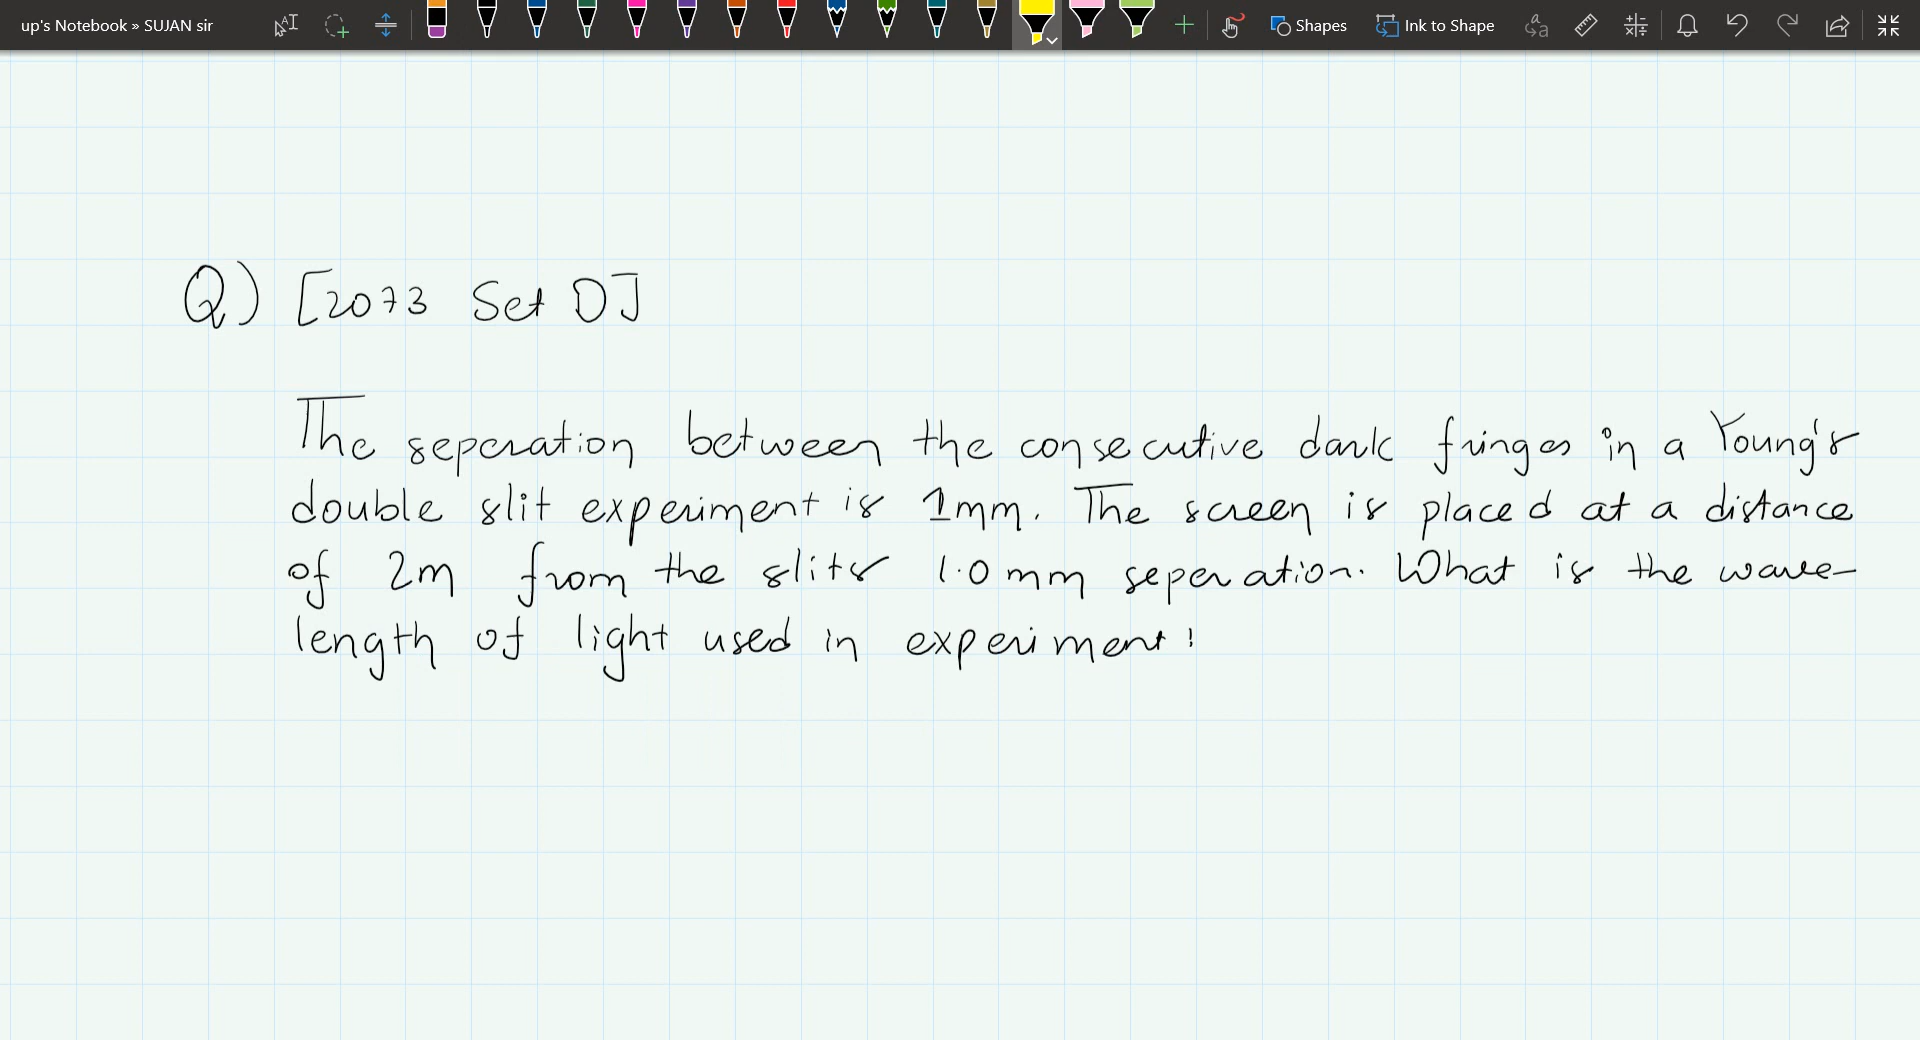 up's Notebook » SUJAN sir
Shapes
Ink to Shape
Q) [2073 Set D]
The seperation between the consecutive dark fringes in a Young's
double slit experiment is 1mm. The screen is placed at a distance
of 2m from the slits 1.0 mm seperation. What is the wave-
length of light used in experiment!